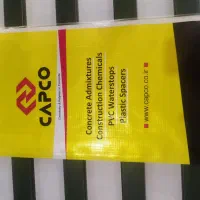 CAPCO
Concrete Admixtures
Construction Chemicals
PVC Waterstops
Plastic Spacers
www.capco.co.ir